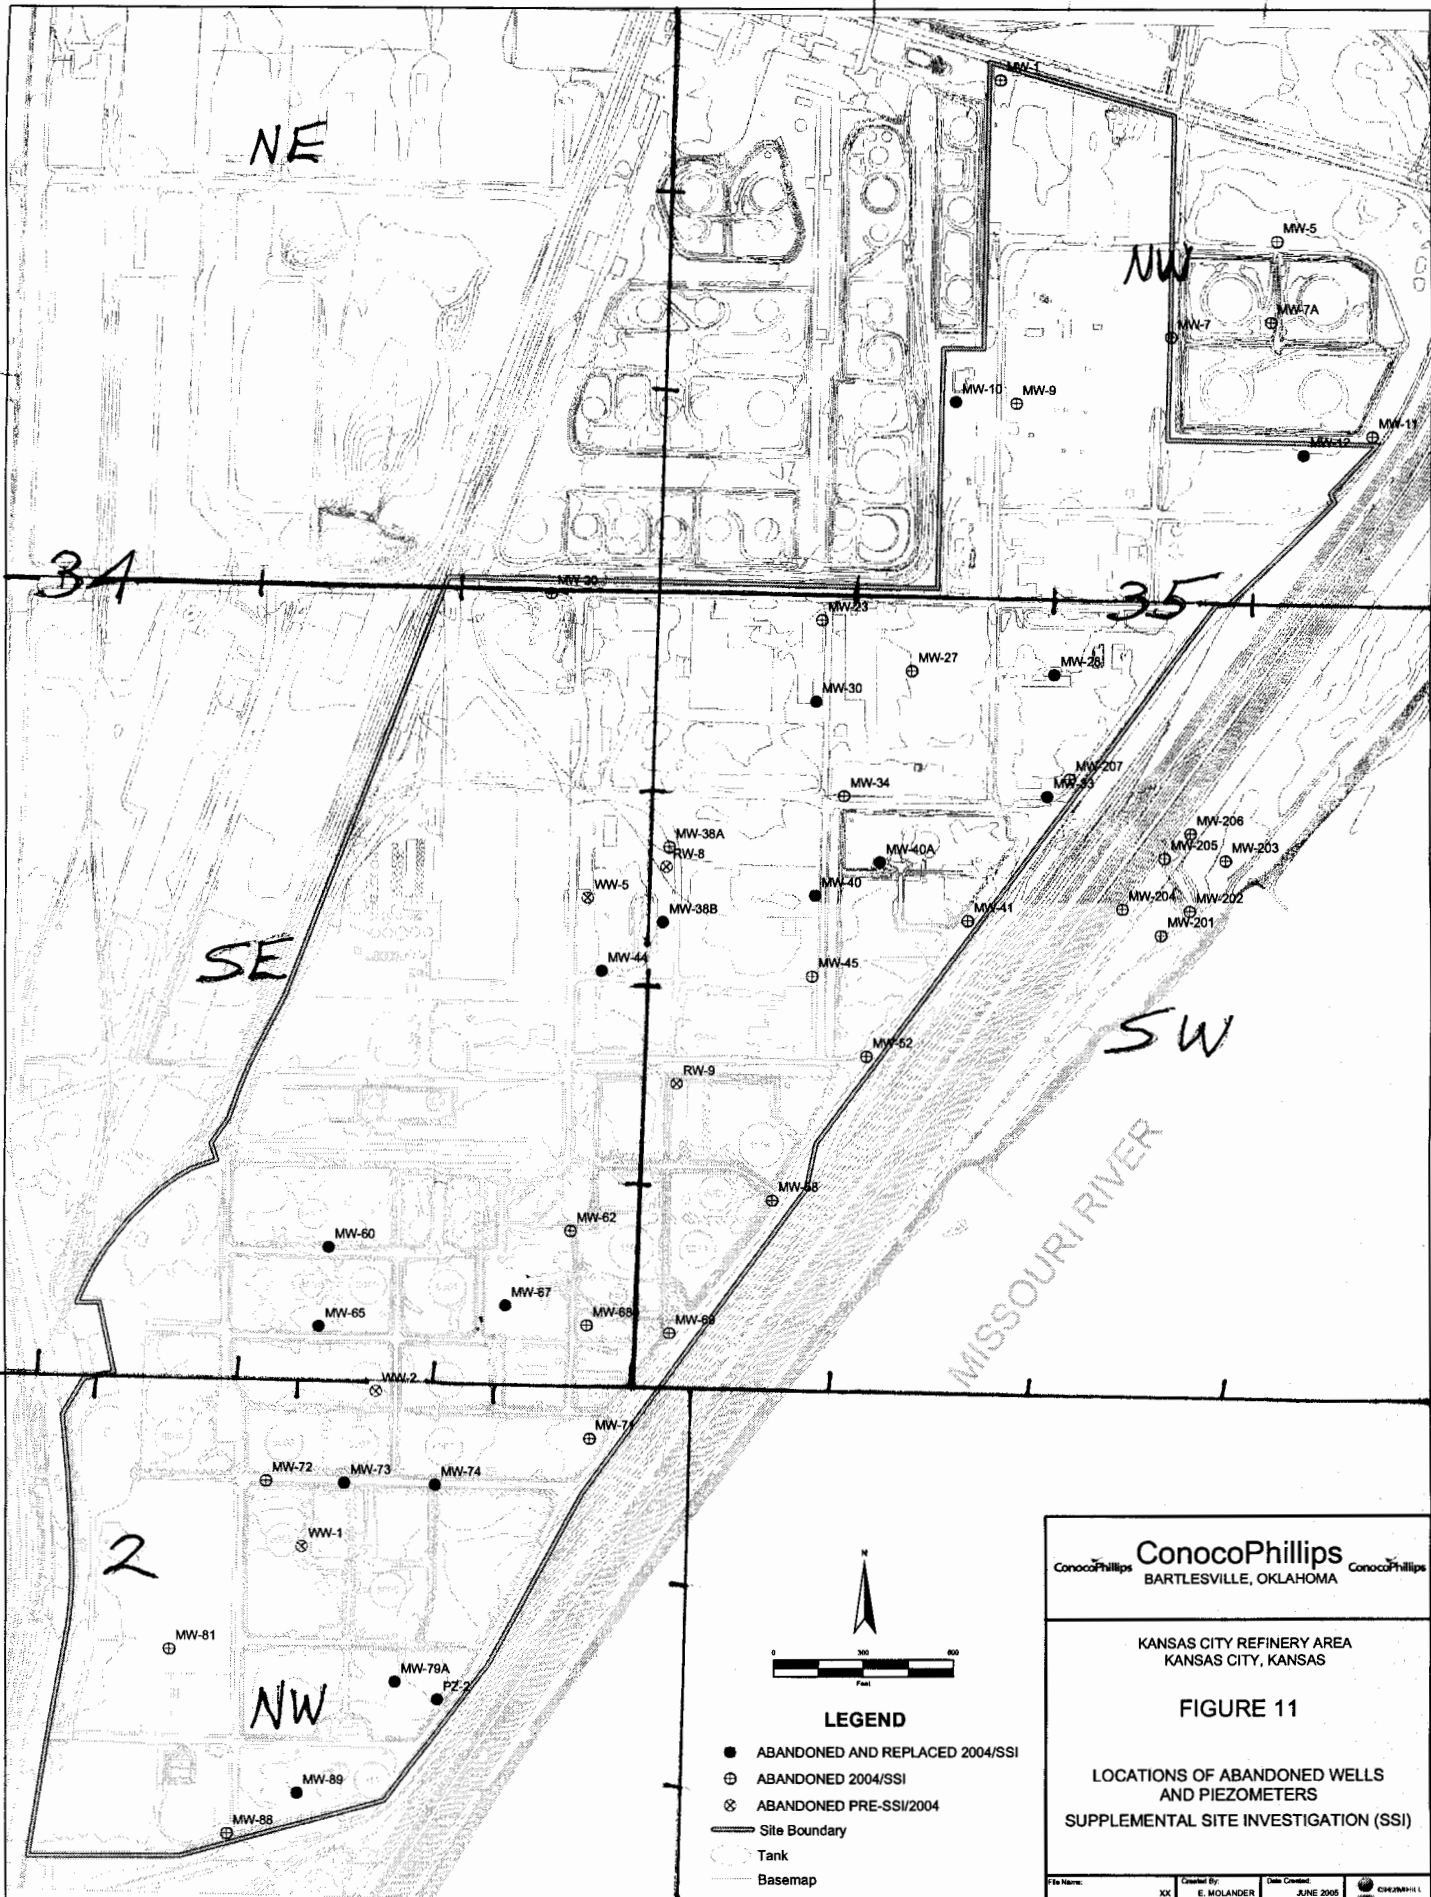 NE
MW-1
MW-5
NW
MW-7A
MW-7
MW-10
MW-9
MW-11
MW-12
34
MW-20
35
MW-23
MW-27
MW-28
MW-30
MW-207
MW-34
MW-33
MW-206
MW-38A
MW-205
MW-203
RW-8
MW-40A
WW-5
MW-40
MW-204
MW-202
MW-38B
MW-41
MW-201
SE
MW-44
MW-45
SW
MW-52
RW-9
MW-58
MISSOURI RIVER
MW-62
MW-60
MW-67
MW-65
MW-68
MW-69
WW-2
MW-71
MW-72
MW-73
MW-74
WW-1
2
MW-81
MW-79A
PZ-2
NW
MW-89
MW-88
N
0 300 600
Feet
LEGEND
ABANDONED AND REPLACED 2004/SSI
ABANDONED 2004/SSI
ABANDONED PRE-SSI/2004
Site Boundary
Tank
Basemap
ConocoPhillips ConocoPhillips ConocoPhillips
BARTLESVILLE, OKLAHOMA
KANSAS CITY REFINERY AREA
KANSAS CITY, KANSAS
FIGURE 11
LOCATIONS OF ABANDONED WELLS
AND PIEZOMETERS
SUPPLEMENTAL SITE INVESTIGATION (SSI)
File Name: Created By: Date Created:
XX E. MOLANDER JUNE 2005 CH2MHILL